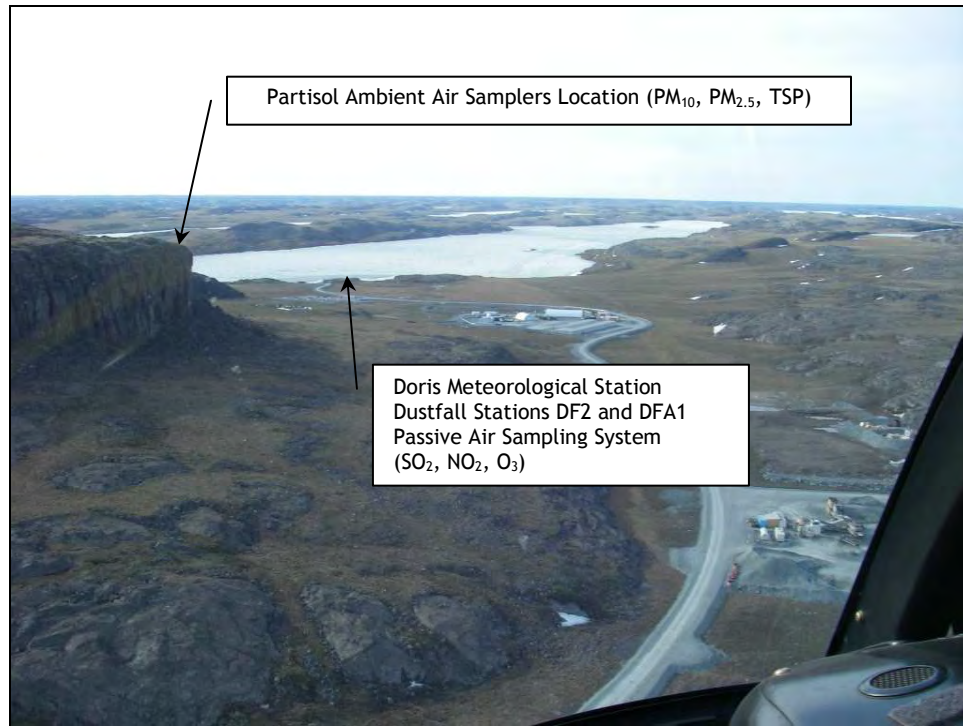 Partisol Ambient Air Samplers Location (PM₁₀, PM₂.₅, TSP)
Doris Meteorological Station
Dustfall Stations DF2 and DFA1
Passive Air Sampling System
(SO₂, NO₂, O₃)